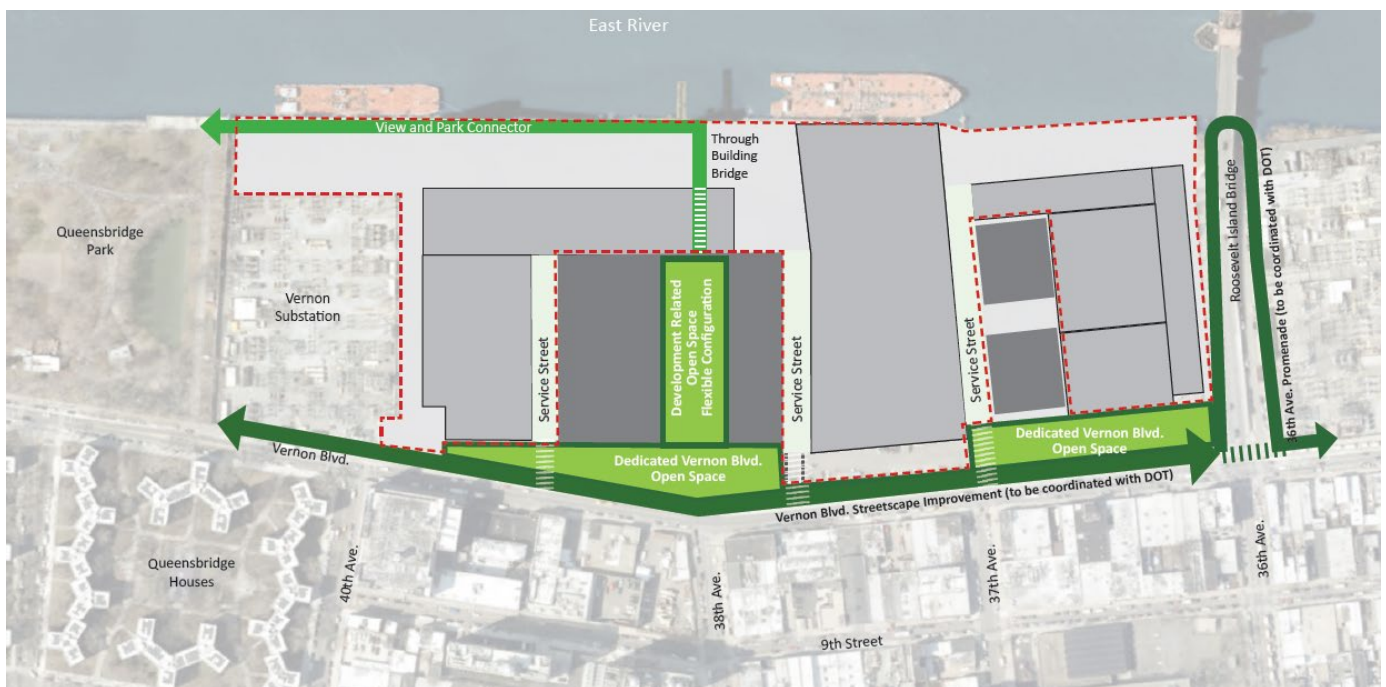 East River
View and Park Connector
Through
Building
Bridge
Roosevelt Island Bridge
36th Ave. Promenade (to be coordinated with DOT)
Queensbridge
Park
Vernon
Substation
Service Street
Development Related
Open Space
Flexible Configuration
Service Street
Service Street
Dedicated Vernon Blvd.
Open Space
Dedicated Vernon Blvd.
Open Space
Vernon Blvd.
Vernon Blvd. Streetscape Improvement (to be coordinated with DOT)
Queensbridge
Houses
40th Ave.
38th Ave.
37th Ave.
36th Ave.
9th Street